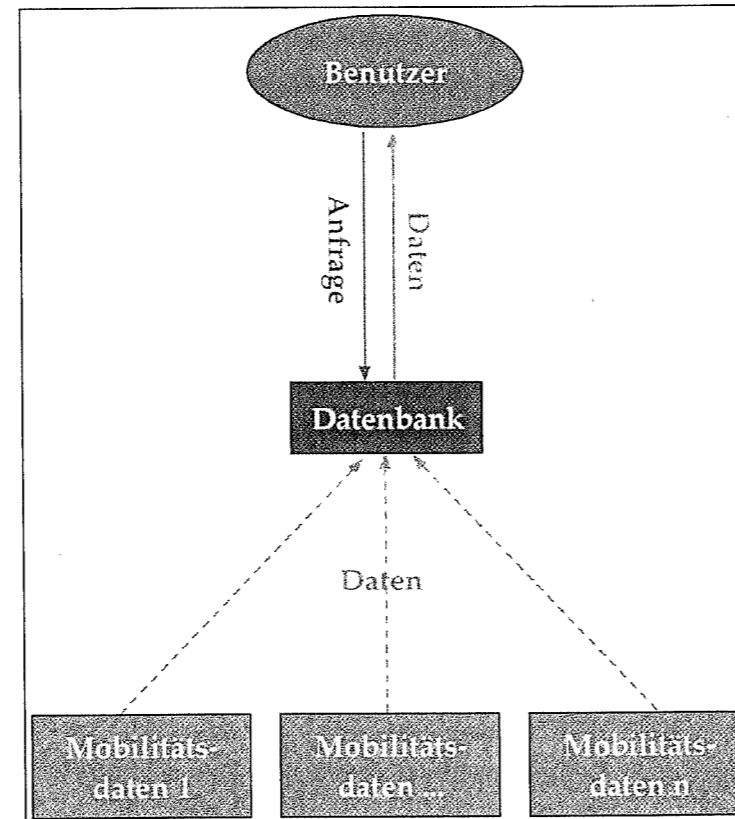 Benutzer
Anfrage
Daten
Datenbank
Daten
Mobilitäts-
daten 1
Mobilitäts-
daten ...
Mobilitäts-
daten n